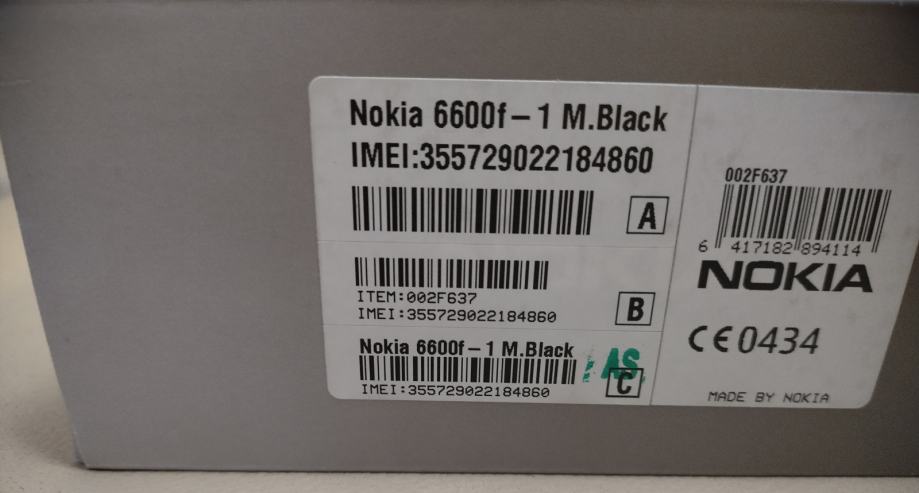 Nokia 6600f-1 M.Black
IMEI:355729022184860
A
ITEM:002F637
IMEI:355729022184860
B
Nokia 6600f-1 M.Black
AS
C
IMEI:355729022184860
002F637
6 417182 894114
NOKIA
CE0434
MADE BY NOKIA